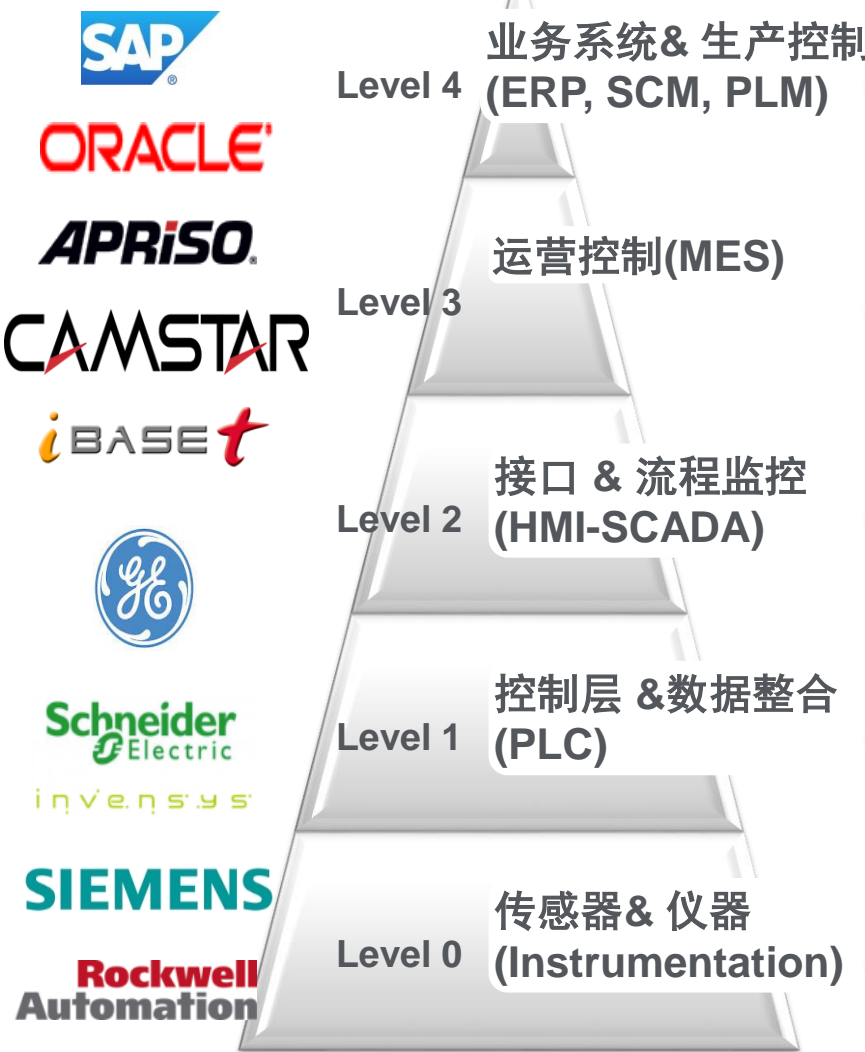 SAP
®
ORACLE
APRiSO.
CAMSTAR
iBASEt
GE
Schneider
Electric
invensys
SIEMENS
Rockwell
Automation
Level 4
业务系统& 生产控制
(ERP, SCM, PLM)
Level 3
运营控制(MES)
Level 2
接口 & 流程监控
(HMI-SCADA)
Level 1
控制层 &数据整合
(PLC)
Level 0
传感器& 仪器
(Instrumentation)